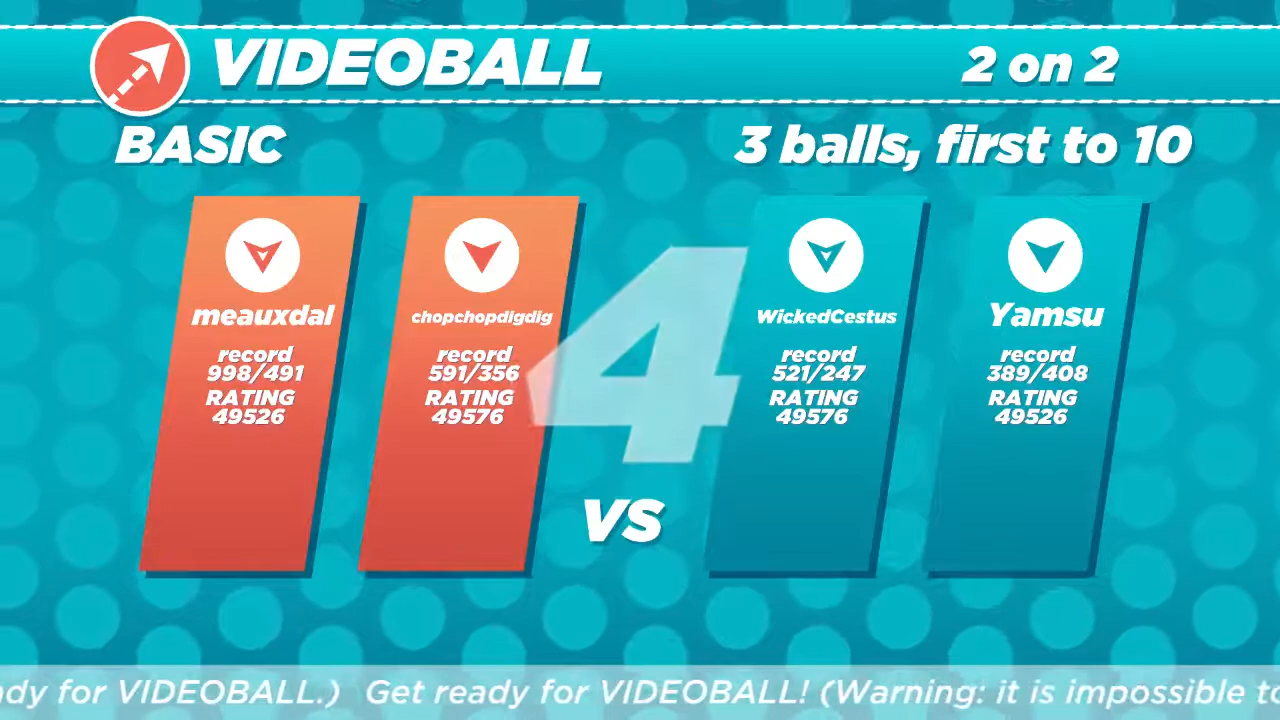 VIDEOBALL
2 on 2
BASIC
3 balls, first to 10
meauxdal
record
998/491
RATING
49526
chopchopdigdig
record
591/356
RATING
49576
4
VS
WickedCestus
record
521/247
RATING
49576
Yamsu
record
389/408
RATING
49526
ady for VIDEOBALL.) Get ready for VIDEOBALL! (Warning: it is impossible to